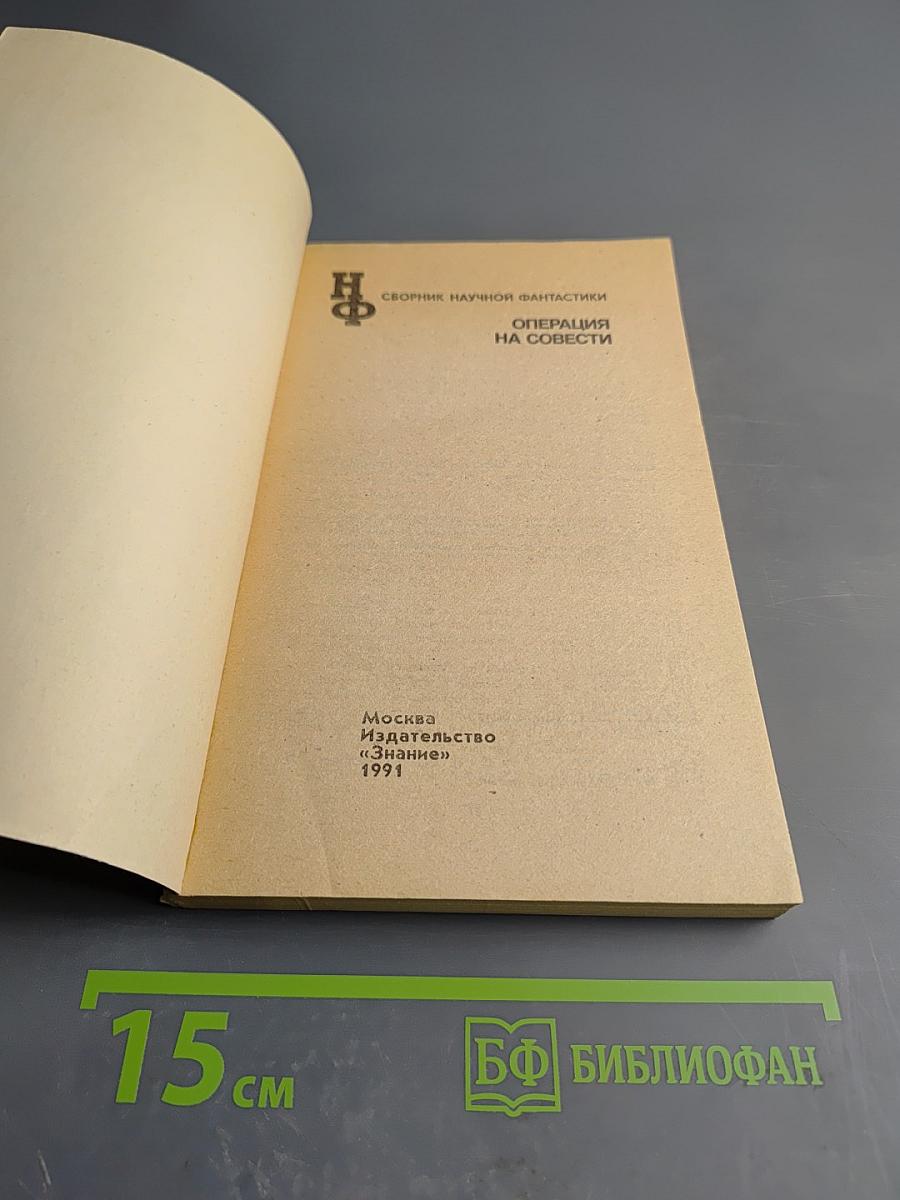 НФ
СБОРНИК НАУЧНОЙ ФАНТАСТИКИ
ОПЕРАЦИЯ
НА СОВЕСТИ
Москва
Издательство
«Знание»
1991
15 см
БФ БИБЛИОФАН